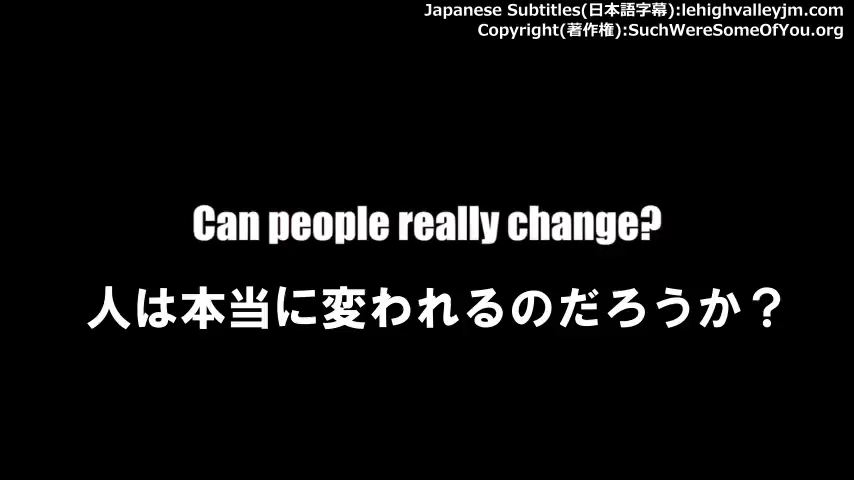 Japanese Subtitles(日本語字幕):lehighvalleyjm.com
Copyright(著作権):SuchWereSomeOfYou.org
Can people really change?
人は本当に変われるのだろうか？